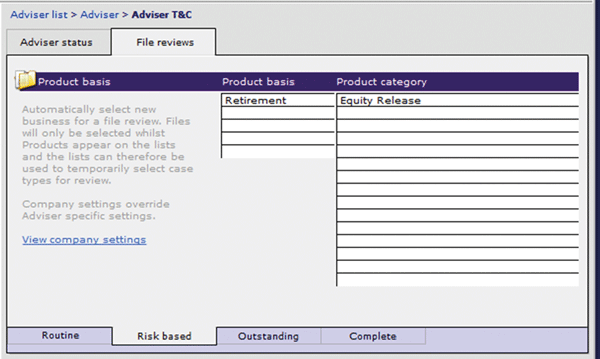 Adviser list > Adviser > Adviser T&C
Adviser status File reviews
Product basis Product basis Product category
Retirement Equity Release
Automatically select new
business for a file review. Files
will only be selected whilst
Products appear on the lists
and the lists can therefore be
used to temporarily select case
types for review.
Company settings override
Adviser specific settings.
View company settings
Routine Risk based Outstanding Complete